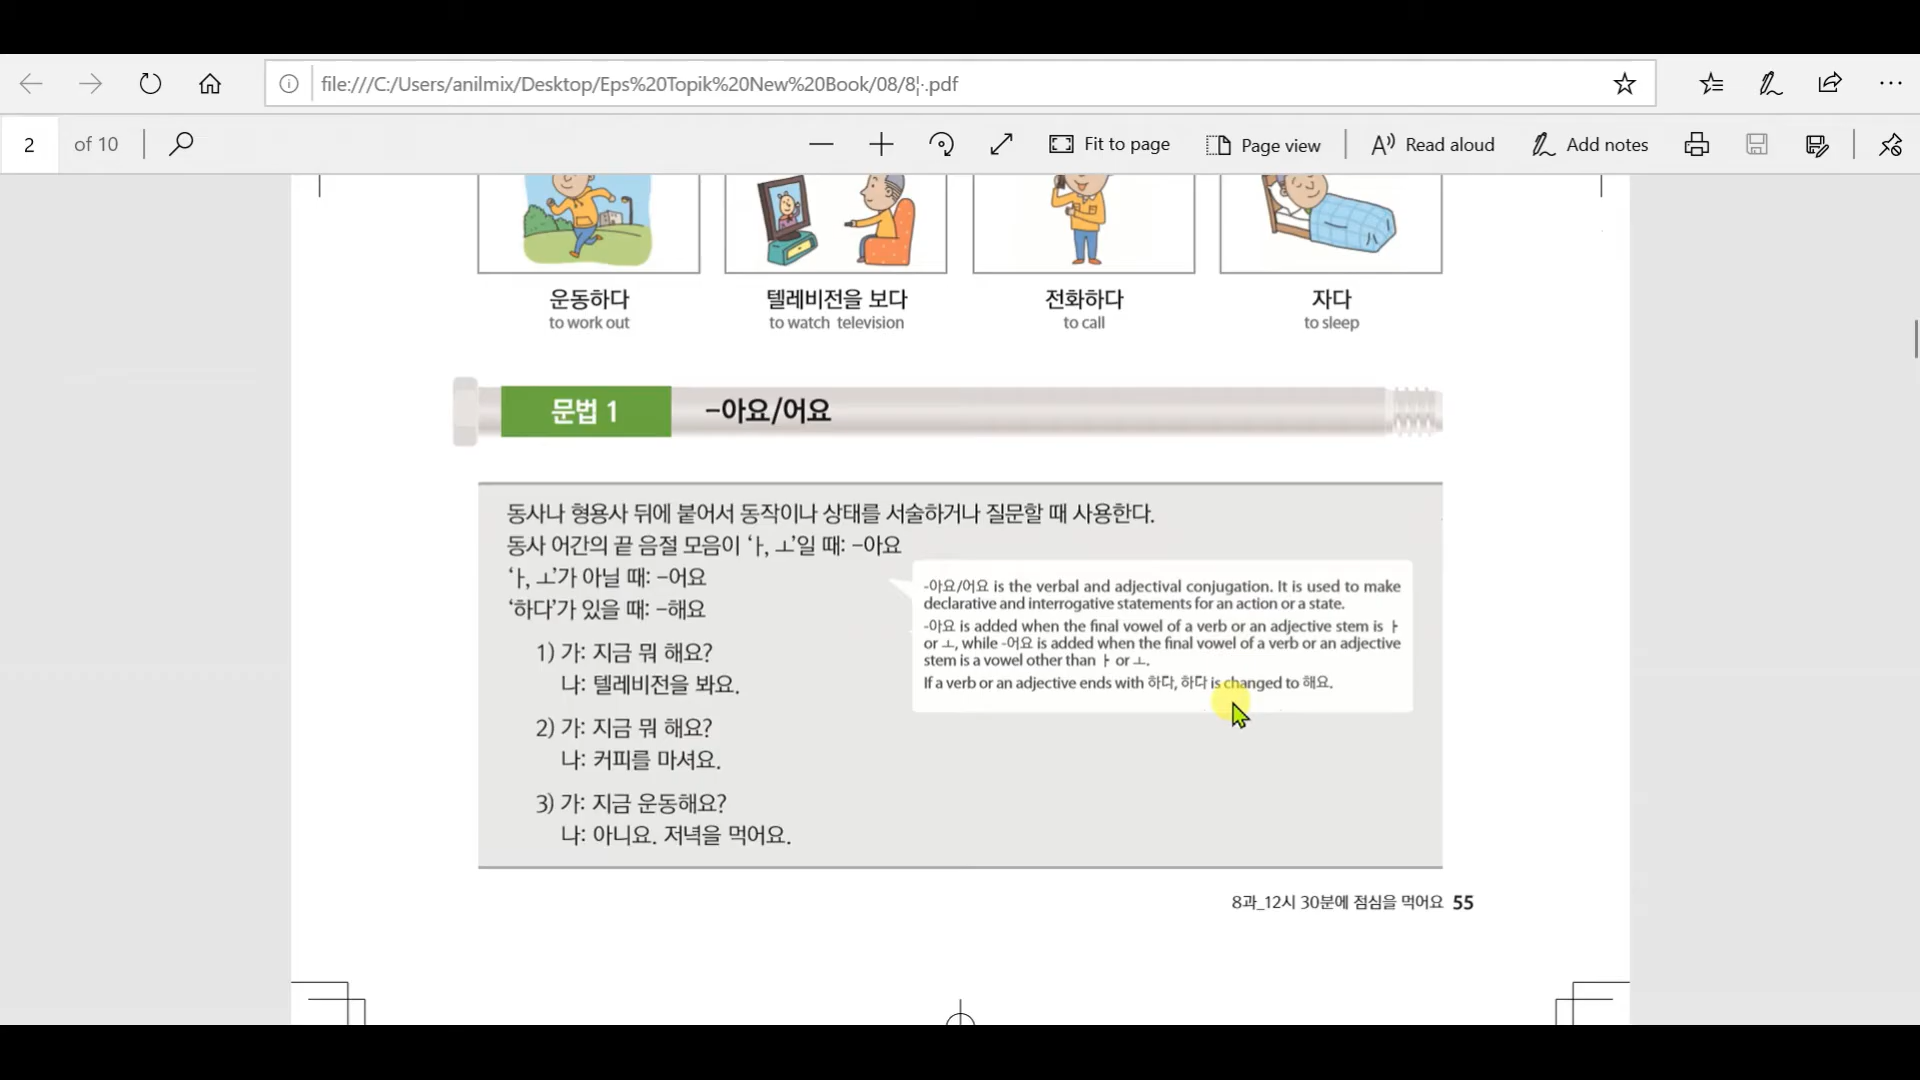 file:///C:/Users/anilmix/Desktop/Eps%20Topik%20New%20Book/08/8¦·.pdf
2 of 10 Fit to page Page view Read aloud Add notes
운동하다 텔레비전을 보다 전화하다 자다
to work out to watch television to call to sleep
문법 1 –아요/어요
동사나 형용사 뒤에 붙어서 동작이나 상태를 서술하거나 질문할 때 사용한다.
동사 어간의 끝 음절 모음이 ‘ㅏ, ㅗ’일 때: –아요
‘ㅏ, ㅗ’가 아닐 때: –어요
‘하다’가 있을 때: –해요
-아요/어요 is the verbal and adjectival conjugation. It is used to make
declarative and interrogative statements for an action or a state.
-아요 is added when the final vowel of a verb or an adjective stem is ㅏ
or ㅗ, while -어요 is added when the final vowel of a verb or an adjective
stem is a vowel other than ㅏ or ㅗ.
If a verb or an adjective ends with 하다, 하다 is changed to 해요.
1) 가: 지금 뭐 해요?
나: 텔레비전을 봐요.
2) 가: 지금 뭐 해요?
나: 커피를 마셔요.
3) 가: 지금 운동해요?
나: 아니요. 저녁을 먹어요.
8과_12시 30분에 점심을 먹어요 55